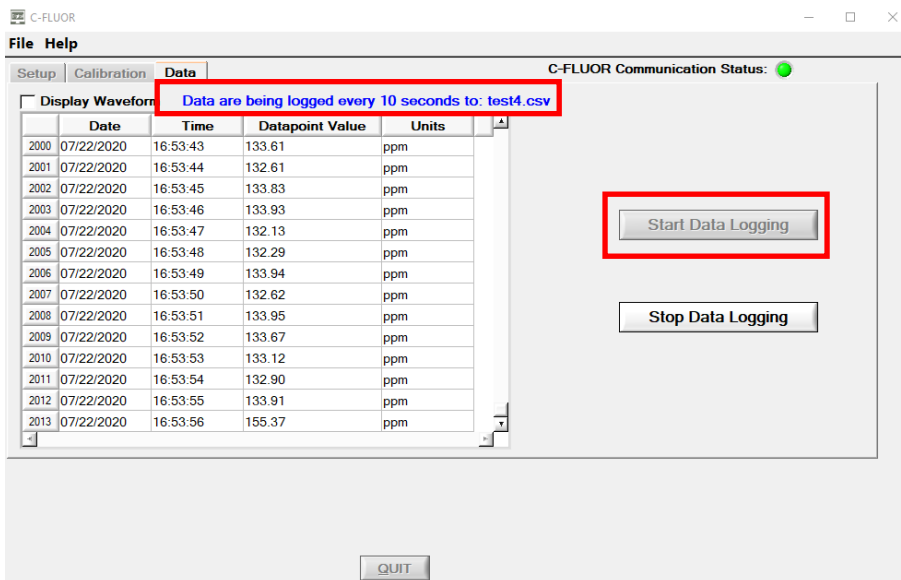 C-FLUOR
File Help
Setup Calibration Data C-FLUOR Communication Status:
Display Waveform Data are being logged every 10 seconds to: test4.csv
Date Time Datapoint Value Units
2000 07/22/2020 16:53:43 133.61 ppm
2001 07/22/2020 16:53:44 132.61 ppm
2002 07/22/2020 16:53:45 133.83 ppm
2003 07/22/2020 16:53:46 133.93 ppm
2004 07/22/2020 16:53:47 132.13 ppm
2005 07/22/2020 16:53:48 132.29 ppm
2006 07/22/2020 16:53:49 133.94 ppm
2007 07/22/2020 16:53:50 132.62 ppm
2008 07/22/2020 16:53:51 133.95 ppm
2009 07/22/2020 16:53:52 133.67 ppm
2010 07/22/2020 16:53:53 133.12 ppm
2011 07/22/2020 16:53:54 132.90 ppm
2012 07/22/2020 16:53:55 133.91 ppm
2013 07/22/2020 16:53:56 155.37 ppm
Start Data Logging
Stop Data Logging
QUIT